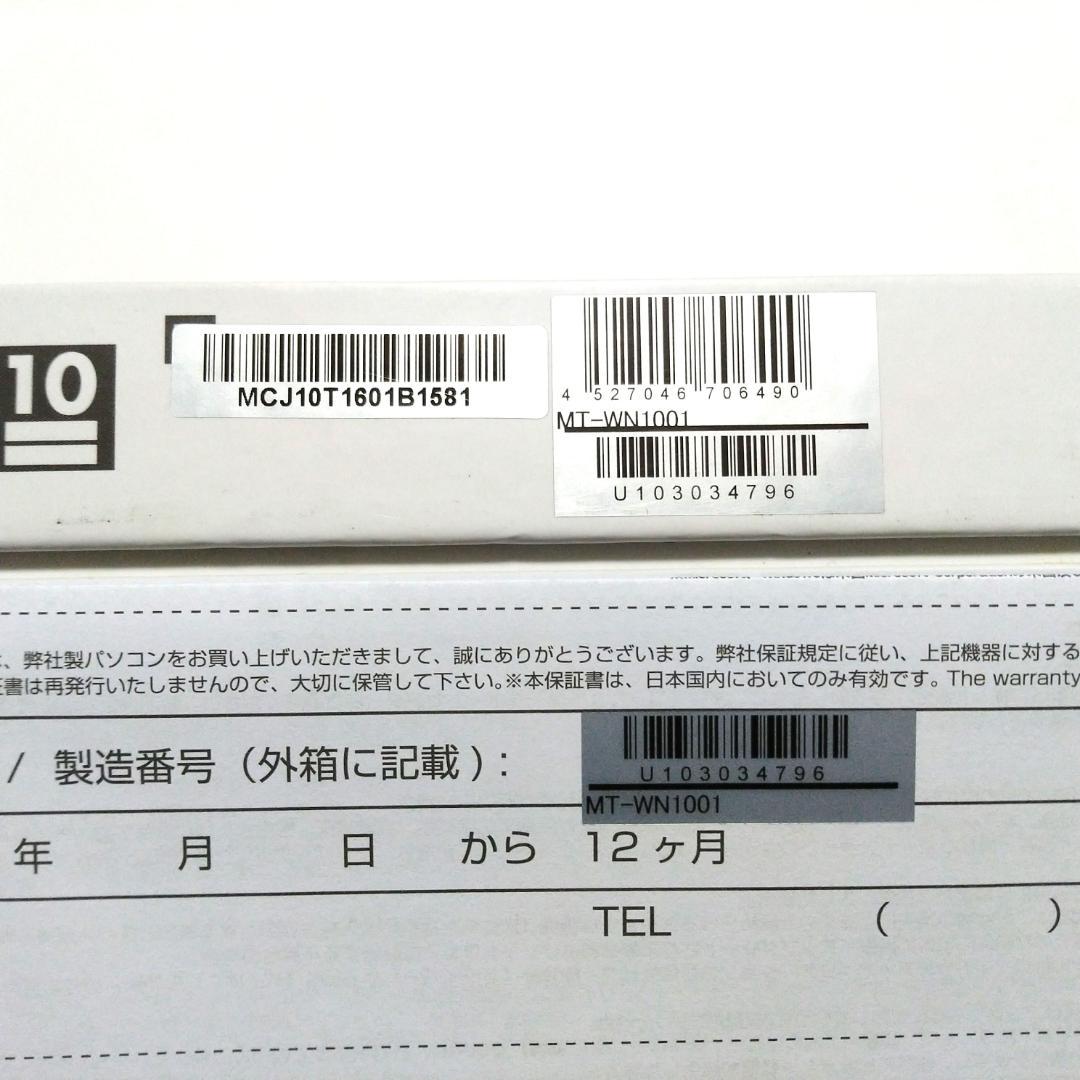 10
MCJ10T1601B1581
4 527046 706490
MT-WN1001
U103034796
、弊社製パソコンをお買い上げいただきまして、誠にありがとうございます。弊社保証規定に従い、上記機器に対する
証書は再発行いたしませんので、大切に保管して下さい。※本保証書は、日本国内においてのみ有効です。The warranty
/ 製造番号（外箱に記載）:
U103034796
MT-WN1001
年 月 日 から 12ヶ月
TEL ( )